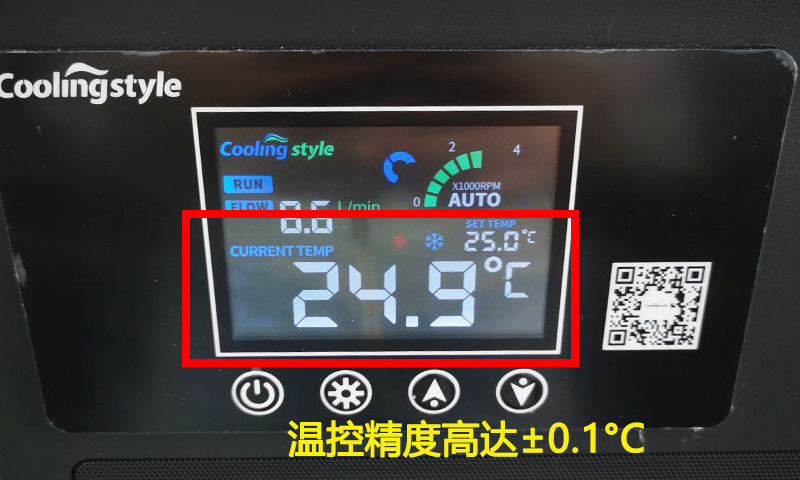 Coolingstyle
Cooling style
2 4
RUN
X1000RPM
0 AUTO
FLOW 8.6 L/min
SET TEMP
25.0°C
CURRENT TEMP
24.9°C
温控精度高达±0.1°C